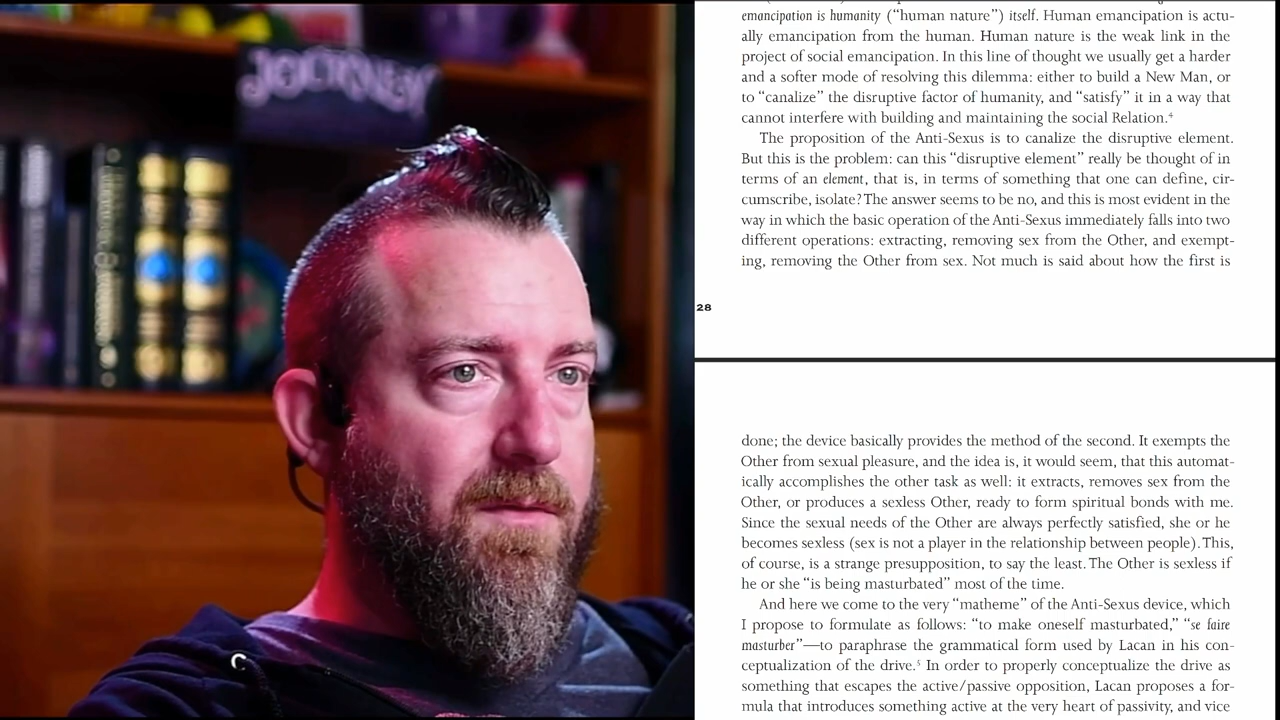 JOURNEY
emancipation is humanity (“human nature”) itself. Human emancipation is actu-
ally emancipation from the human. Human nature is the weak link in the
project of social emancipation. In this line of thought we usually get a harder
and a softer mode of resolving this dilemma: either to build a New Man, or
to “canalize” the disruptive factor of humanity, and “satisfy” it in a way that
cannot interfere with building and maintaining the social Relation.⁴
The proposition of the Anti-Sexus is to canalize the disruptive element.
But this is the problem: can this “disruptive element” really be thought of in
terms of an element, that is, in terms of something that one can define, cir-
cumscribe, isolate? The answer seems to be no, and this is most evident in the
way in which the basic operation of the Anti-Sexus immediately falls into two
different operations: extracting, removing sex from the Other, and exempt-
ing, removing the Other from sex. Not much is said about how the first is
28
done; the device basically provides the method of the second. It exempts the
Other from sexual pleasure, and the idea is, it would seem, that this automat-
ically accomplishes the other task as well: it extracts, removes sex from the
Other, or produces a sexless Other, ready to form spiritual bonds with me.
Since the sexual needs of the Other are always perfectly satisfied, she or he
becomes sexless (sex is not a player in the relationship between people). This,
of course, is a strange presupposition, to say the least. The Other is sexless if
he or she “is being masturbated” most of the time.
And here we come to the very “matheme” of the Anti-Sexus device, which
I propose to formulate as follows: “to make oneself masturbated,” “se faire
masturber”—to paraphrase the grammatical form used by Lacan in his con-
ceptualization of the drive.⁵ In order to properly conceptualize the drive as
something that escapes the active/passive opposition, Lacan proposes a for-
mula that introduces something active at the very heart of passivity, and vice